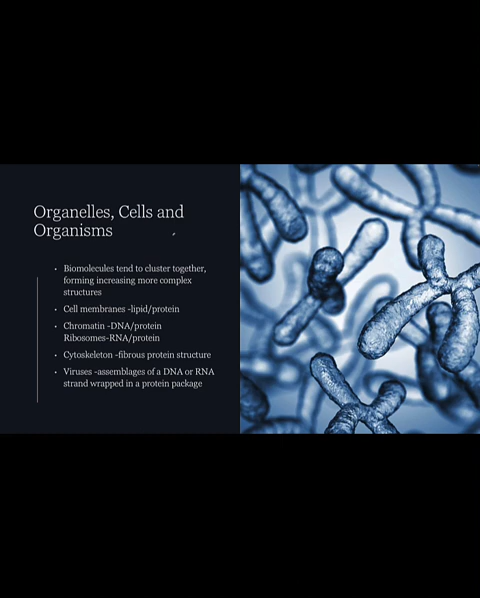 Organelles, Cells and
Organisms
• Biomolecules tend to cluster together,
forming increasing more complex
structures
• Cell membranes -lipid/protein
• Chromatin -DNA/protein
Ribosomes-RNA/protein
• Cytoskeleton -fibrous protein structure
• Viruses -assemblages of a DNA or RNA
strand wrapped in a protein package